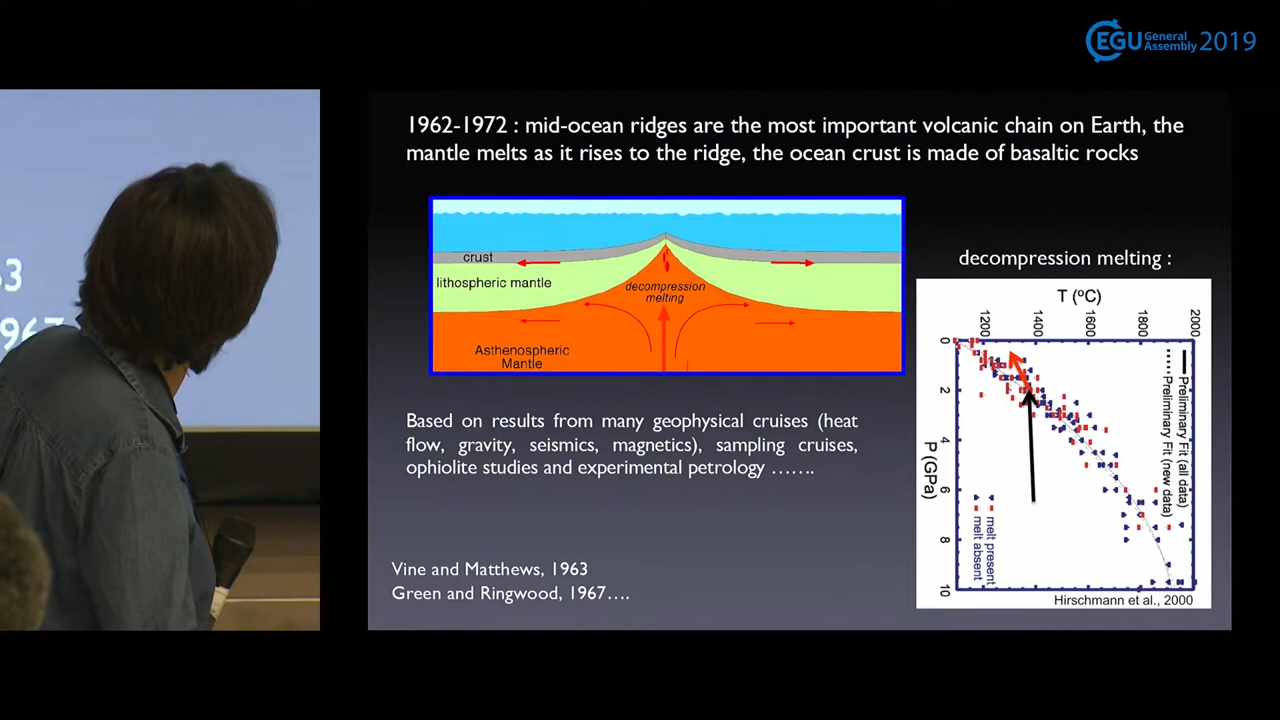 EGU General Assembly 2019
1962-1972 : mid-ocean ridges are the most important volcanic chain on Earth, the
mantle melts as it rises to the ridge, the ocean crust is made of basaltic rocks
crust
lithospheric mantle
decompression
melting
Asthenospheric
Mantle
Based on results from many geophysical cruises (heat
flow, gravity, seismics, magnetics), sampling cruises,
ophiolite studies and experimental petrology …….
Vine and Matthews, 1963
Green and Ringwood, 1967….
decompression melting :
T (ºC)
1200
1400
1600
1800
2000
0
2
4
6
8
10
P (GPa)
Preliminary Fit (all data)
Preliminary Fit (new data)
melt present
melt absent
Hirschmann et al., 2000
3
967